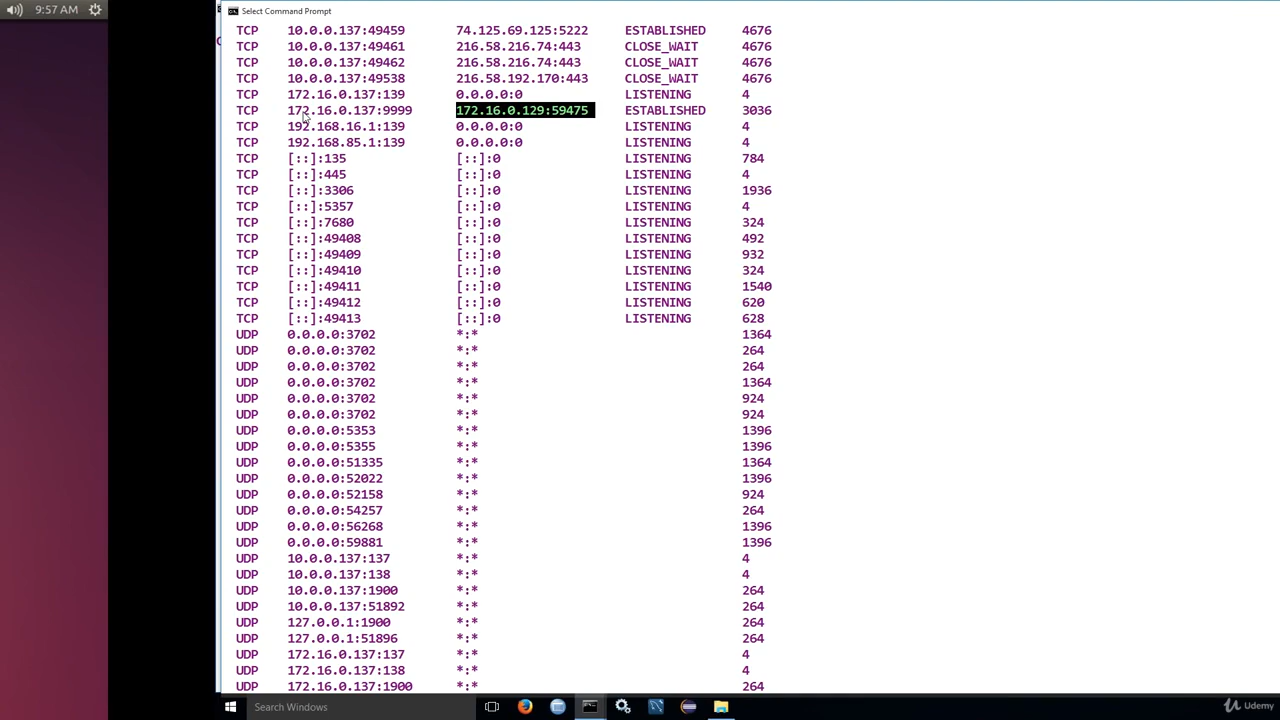 9:57 AM
Select Command Prompt
TCP 10.0.0.137:49459 74.125.69.125:5222 ESTABLISHED 4676
TCP 10.0.0.137:49461 216.58.216.74:443 CLOSE_WAIT 4676
TCP 10.0.0.137:49462 216.58.216.74:443 CLOSE_WAIT 4676
TCP 10.0.0.137:49538 216.58.192.170:443 CLOSE_WAIT 4676
TCP 172.16.0.137:139 0.0.0.0:0 LISTENING 4
TCP 172.16.0.137:9999 172.16.0.129:59475 ESTABLISHED 3036
TCP 192.168.16.1:139 0.0.0.0:0 LISTENING 4
TCP 192.168.85.1:139 0.0.0.0:0 LISTENING 4
TCP [::]:135 [::]:0 LISTENING 784
TCP [::]:445 [::]:0 LISTENING 4
TCP [::]:3306 [::]:0 LISTENING 1936
TCP [::]:5357 [::]:0 LISTENING 4
TCP [::]:7680 [::]:0 LISTENING 324
TCP [::]:49408 [::]:0 LISTENING 492
TCP [::]:49409 [::]:0 LISTENING 932
TCP [::]:49410 [::]:0 LISTENING 324
TCP [::]:49411 [::]:0 LISTENING 1540
TCP [::]:49412 [::]:0 LISTENING 620
TCP [::]:49413 [::]:0 LISTENING 628
UDP 0.0.0.0:3702 *:* 1364
UDP 0.0.0.0:3702 *:* 264
UDP 0.0.0.0:3702 *:* 264
UDP 0.0.0.0:3702 *:* 1364
UDP 0.0.0.0:3702 *:* 924
UDP 0.0.0.0:3702 *:* 924
UDP 0.0.0.0:5353 *:* 1396
UDP 0.0.0.0:5355 *:* 1396
UDP 0.0.0.0:51335 *:* 1364
UDP 0.0.0.0:52022 *:* 1396
UDP 0.0.0.0:52158 *:* 924
UDP 0.0.0.0:54257 *:* 264
UDP 0.0.0.0:56268 *:* 1396
UDP 0.0.0.0:59881 *:* 1396
UDP 10.0.0.137:137 *:* 4
UDP 10.0.0.137:138 *:* 4
UDP 10.0.0.137:1900 *:* 264
UDP 10.0.0.137:51892 *:* 264
UDP 127.0.0.1:1900 *:* 264
UDP 127.0.0.1:51896 *:* 264
UDP 172.16.0.137:137 *:* 4
UDP 172.16.0.137:138 *:* 4
UDP 172.16.0.137:1900 *:* 264
Search Windows
Udemy